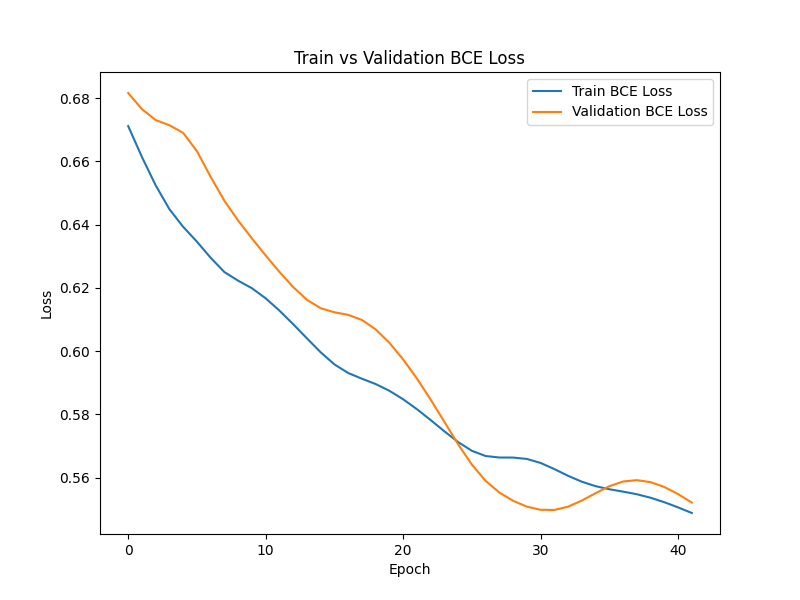 Train vs Validation BCE Loss
Train BCE Loss
Validation BCE Loss
0.68
0.66
0.64
0.62
0.60
0.58
0.56
Loss
0 10 20 30 40
Epoch